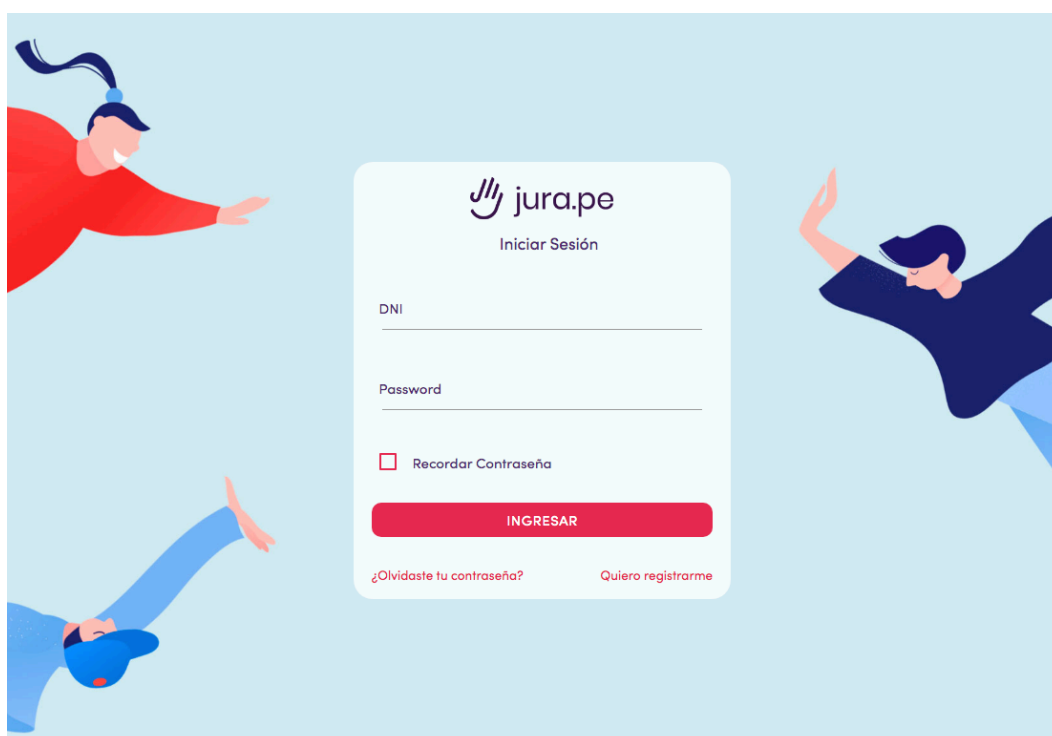 jura.pe
Iniciar Sesión
DNI
Password
Recordar Contraseña
INGRESAR
¿Olvidaste tu contraseña? Quiero registrarme